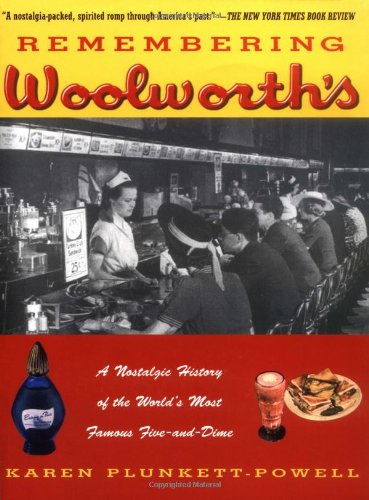 "A nostalgia-packed, spirited romp through America's past."—THE NEW YORK TIMES BOOK REVIEW
REMEMBERING
Woolworth's
25¢
A Nostalgic History
of the World's Most
Famous Five-and-Dime
KAREN PLUNKETT-POWELL